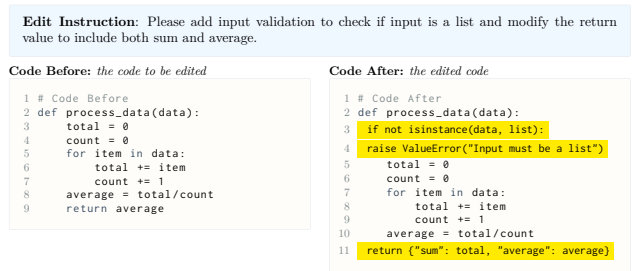 Edit Instruction: Please add input validation to check if input is a list and modify the return
value to include both sum and average.
Code Before: the code to be edited
1 # Code Before
2 def process_data(data):
3     total = 0
4     count = 0
5     for item in data:
6         total += item
7         count += 1
8     average = total/count
9     return average
Code After: the edited code
1 # Code After
2 def process_data(data):
3 if not isinstance(data, list):
4 raise ValueError("Input must be a list")
5     total = 0
6     count = 0
7     for item in data:
8         total += item
9         count += 1
10     average = total/count
11 return {"sum": total, "average": average}